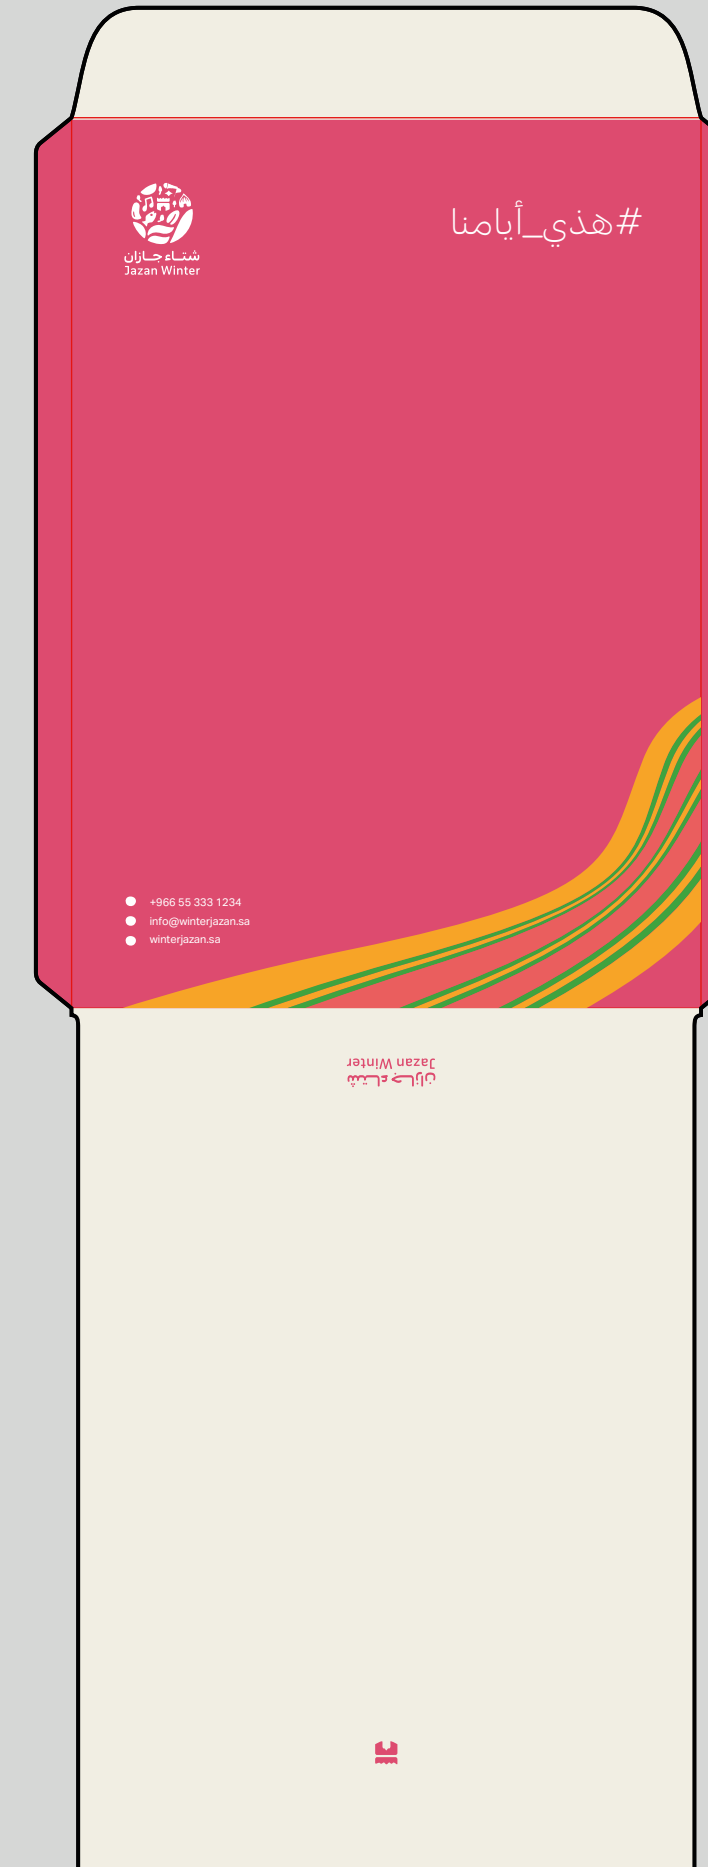 #هذي_أيامنا
شتاء جازان
Jazan Winter
+966 55 333 1234
info@winterjazan.sa
winterjazan.sa
شتاء جازان
Jazan Winter